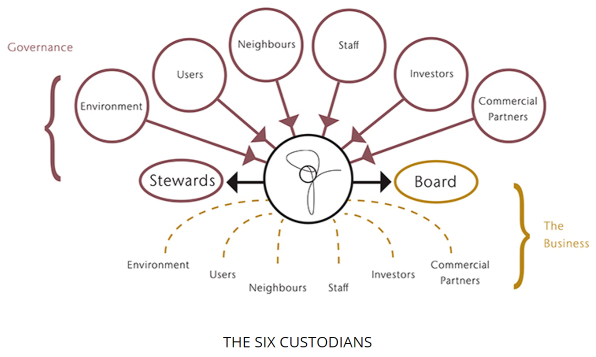 Governance
Environment
Users
Neighbours
Staff
Investors
Commercial
Partners
Stewards
Board
The
Business
Environment
Users
Neighbours
Staff
Investors
Commercial
Partners
THE SIX CUSTODIANS